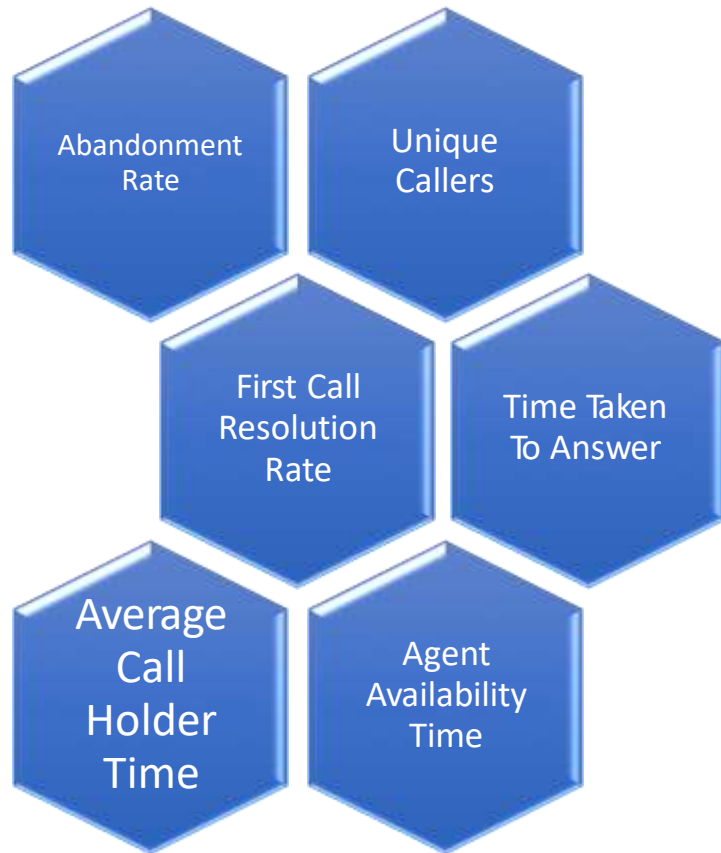 Abandonment
Rate
Unique
Callers
First Call
Resolution
Rate
Time Taken
To Answer
Average
Call
Holder
Time
Agent
Availability
Time